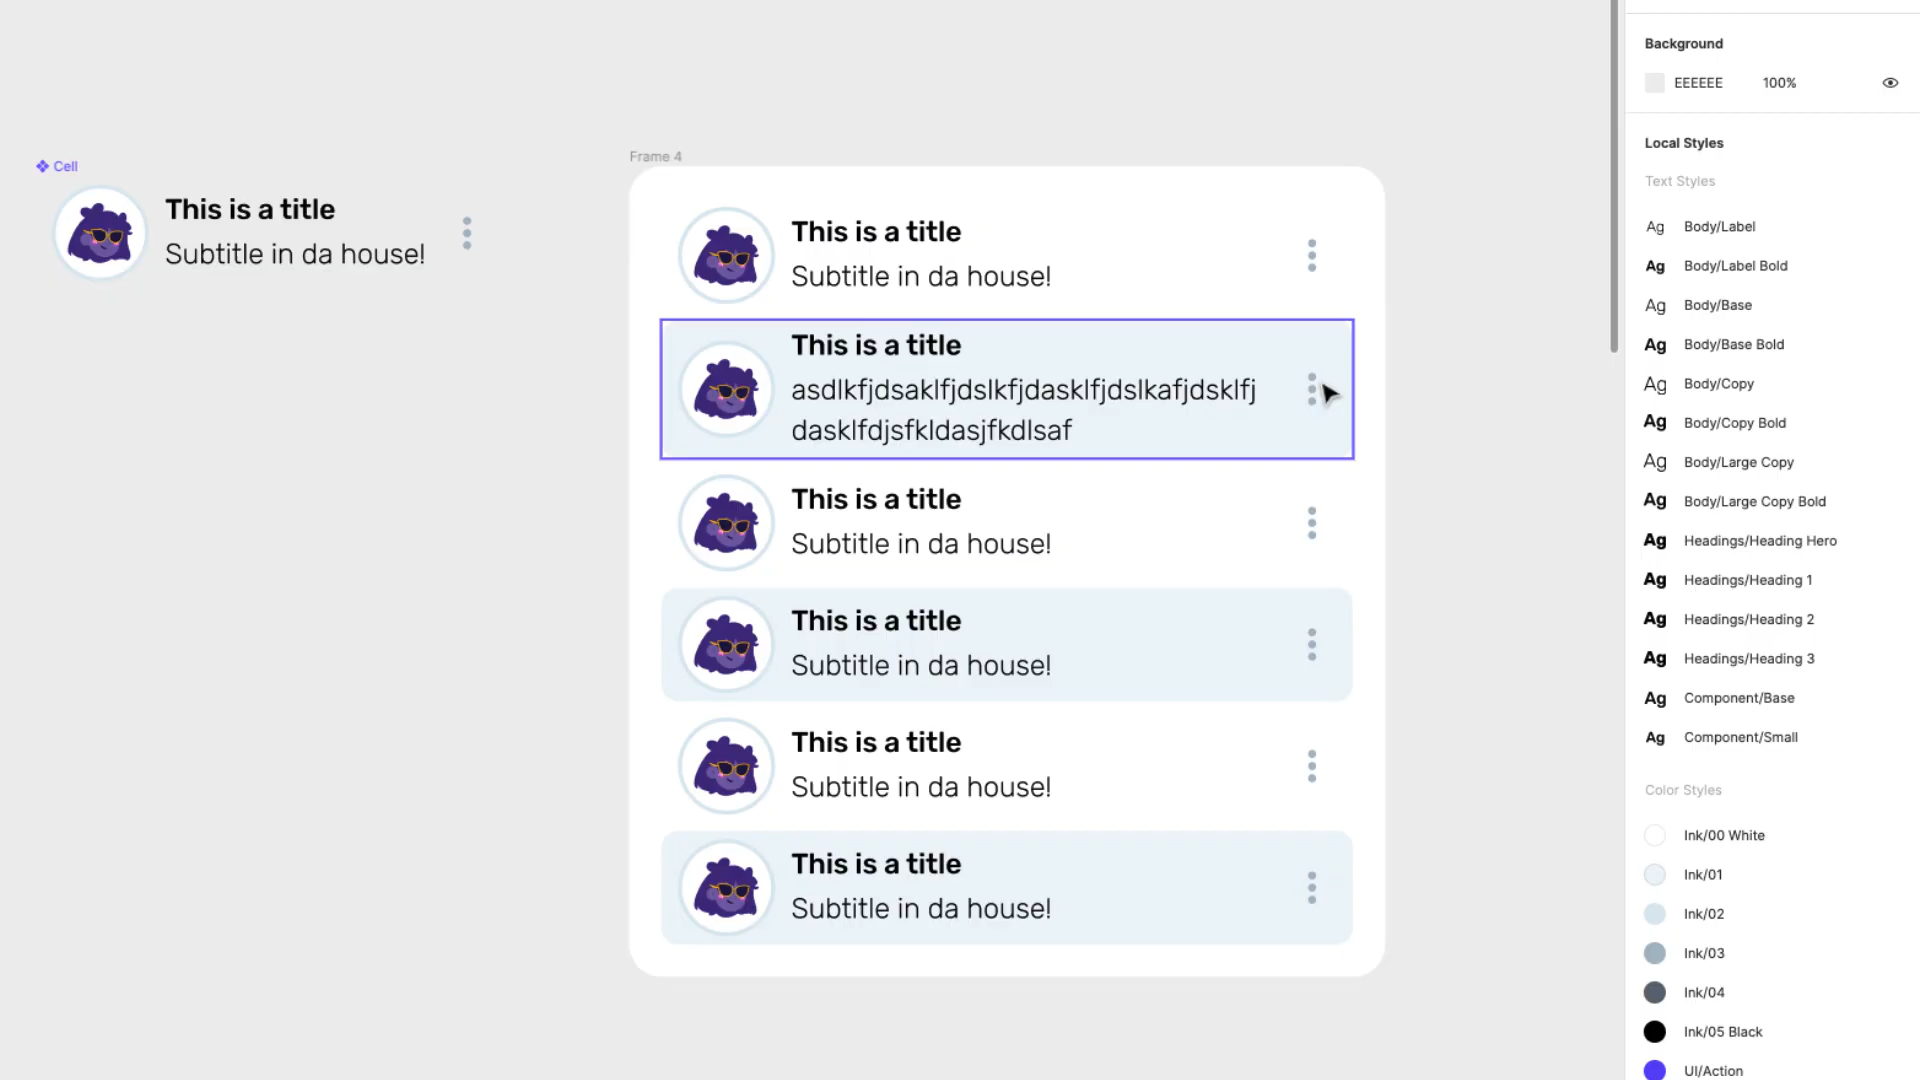 Cell
This is a title
Subtitle in da house!
Frame 4
This is a title
Subtitle in da house!
This is a title
asdlkfjdsaklfjdslkfjdasklfjdslkafjdsklfj
dasklfdjsfkldasjfkdlsaf
This is a title
Subtitle in da house!
This is a title
Subtitle in da house!
This is a title
Subtitle in da house!
This is a title
Subtitle in da house!
Background
EEEEEE 100%
Local Styles
Text Styles
Ag Body/Label
Ag Body/Label Bold
Ag Body/Base
Ag Body/Base Bold
Ag Body/Copy
Ag Body/Copy Bold
Ag Body/Large Copy
Ag Body/Large Copy Bold
Ag Headings/Heading Hero
Ag Headings/Heading 1
Ag Headings/Heading 2
Ag Headings/Heading 3
Ag Component/Base
Ag Component/Small
Color Styles
Ink/00 White
Ink/01
Ink/02
Ink/03
Ink/04
Ink/05 Black
UI/Action